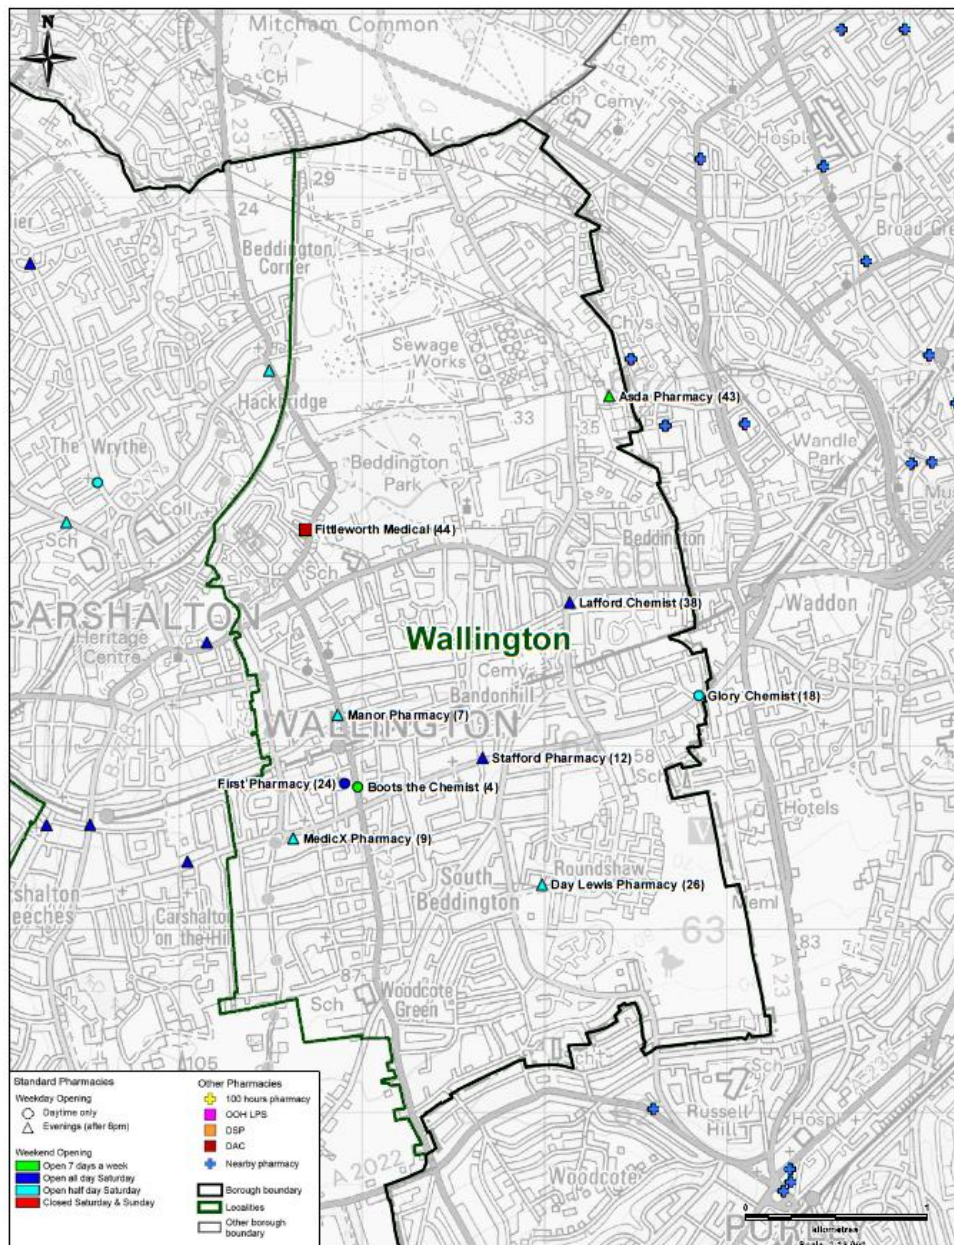 N
Mitcham Common
Crem
Sch
Cemy
CH
A 237
Hospl
LC
29
67
24
Beddington
Corner
Broad Gre
Chys
Sewage
Works
Asda Pharmacy (43)
Hackbridge
33
35
The Wrythe
Wandle
Park
Beddington
Park
Coll
Sch
Fittleworth Medical (44)
Beddington
Sch
65
Lafford Chemist (38)
Waddon
CARSHALTON
Wallington
Heritage
Centre
Cemy
Bandonhill
Glory Chemist (18)
Manor Pharmacy (7)
WALLINGTON
Stafford Pharmacy (12)
58
Sch
First Pharmacy (24)
Boots the Chemist (4)
Hotels
V
MedicX Pharmacy (9)
Roundshaw
South
Beddington
Day Lewis Pharmacy (26)
shalton
eeches
Carshalton
on the Hill
Meml
63
83
A 23
87
Sch
Woodcote
Green
105
Sch
Russell
Hill
Hospl
A 2022
Woodcote
PURLEY
Standard Pharmacies
Weekday Opening
Daytime only
Evenings (after 6pm)
Weekend Opening
Open 7 days a week
Open all day Saturday
Open half day Saturday
Closed Saturday & Sunday
Other Pharmacies
100 hours pharmacy
OOH LPS
DSP
DAC
Nearby pharmacy
Borough boundary
Localities
Other borough
boundary
0 1
kilometres